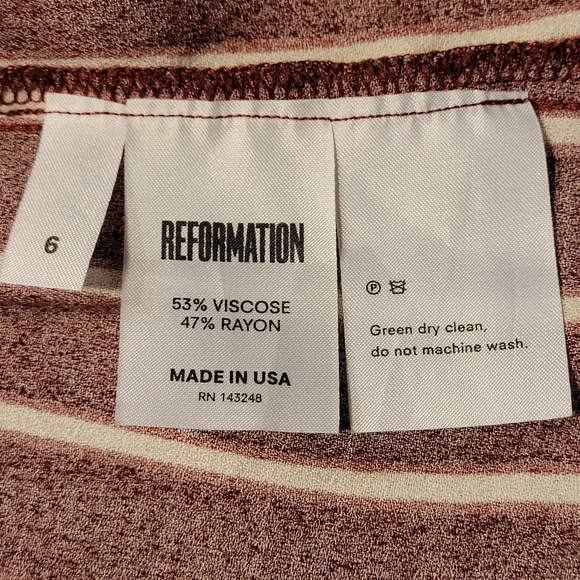 6
REFORMATION
53% VISCOSE
47% RAYON
MADE IN USA
RN 143248
P
Green dry clean,
do not machine wash.